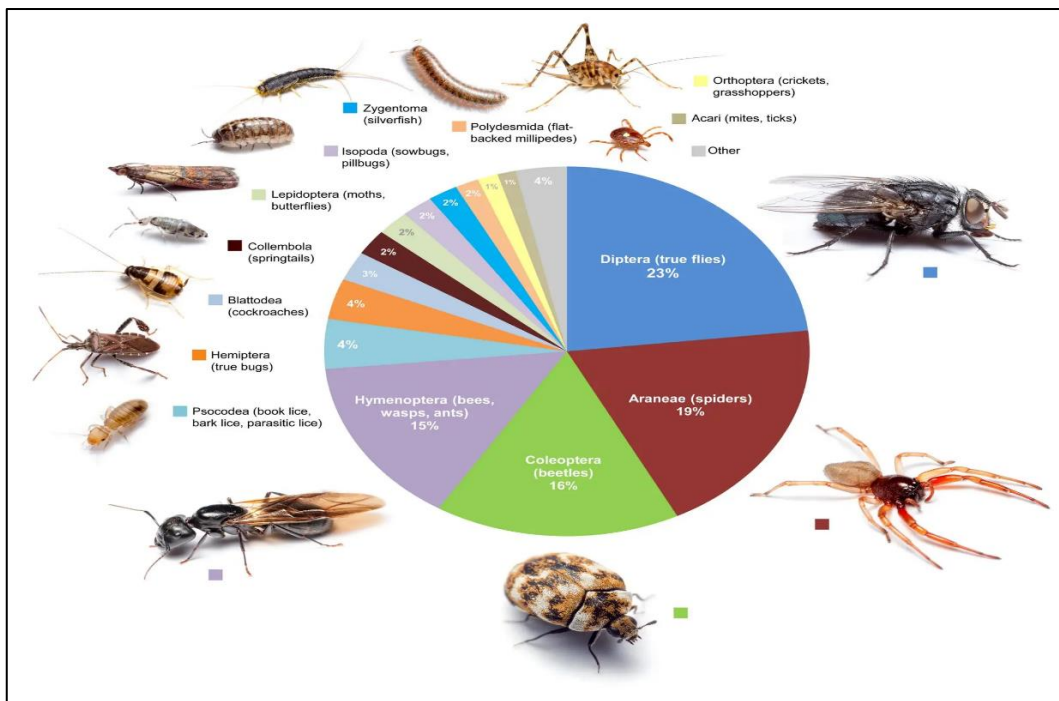 Orthoptera (crickets,
grasshoppers)
Zygentoma
(silverfish)
Polydesmida (flat-
backed millipedes)
Acari (mites, ticks)
Isopoda (sowbugs,
pillbugs)
Other
Lepidoptera (moths,
butterflies)
Collembola
(springtails)
Blattodea
(cockroaches)
Hemiptera
(true bugs)
Psocodea (book lice,
bark lice, parasitic lice)
4%
1%
1%
2%
2%
2%
2%
2%
3%
4%
4%
Diptera (true flies)
23%
Araneae (spiders)
19%
Hymenoptera (bees,
wasps, ants)
15%
Coleoptera
(beetles)
16%